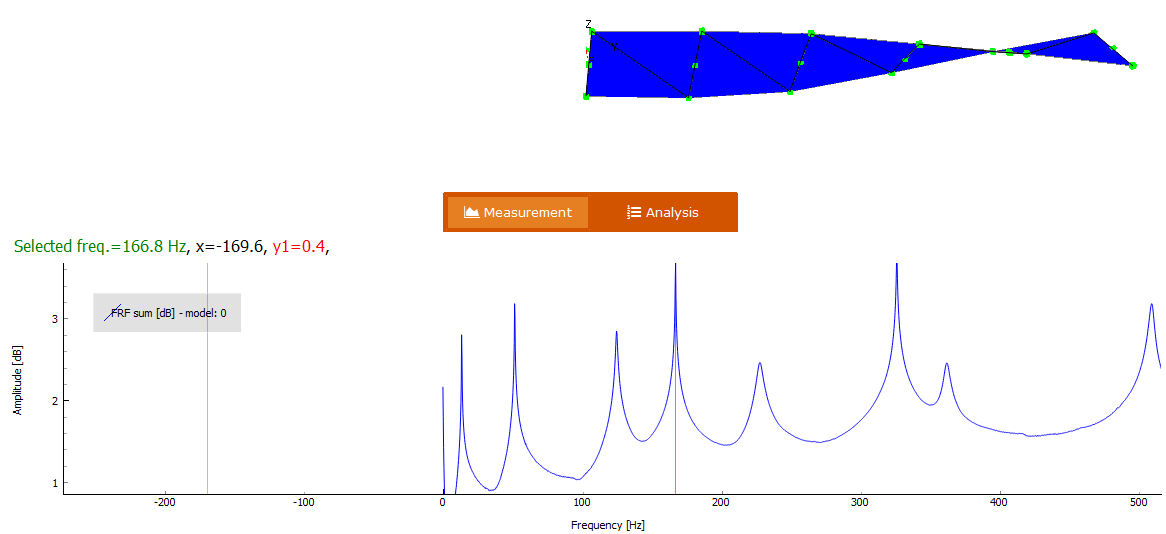 Z
Measurement
Analysis
Selected freq.=166.8 Hz, x=-169.6, y1=0.4,
FRF sum [dB] - model: 0
3
2
1
Amplitude [dB]
-200 -100 0 100 200 300 400 500
Frequency [Hz]